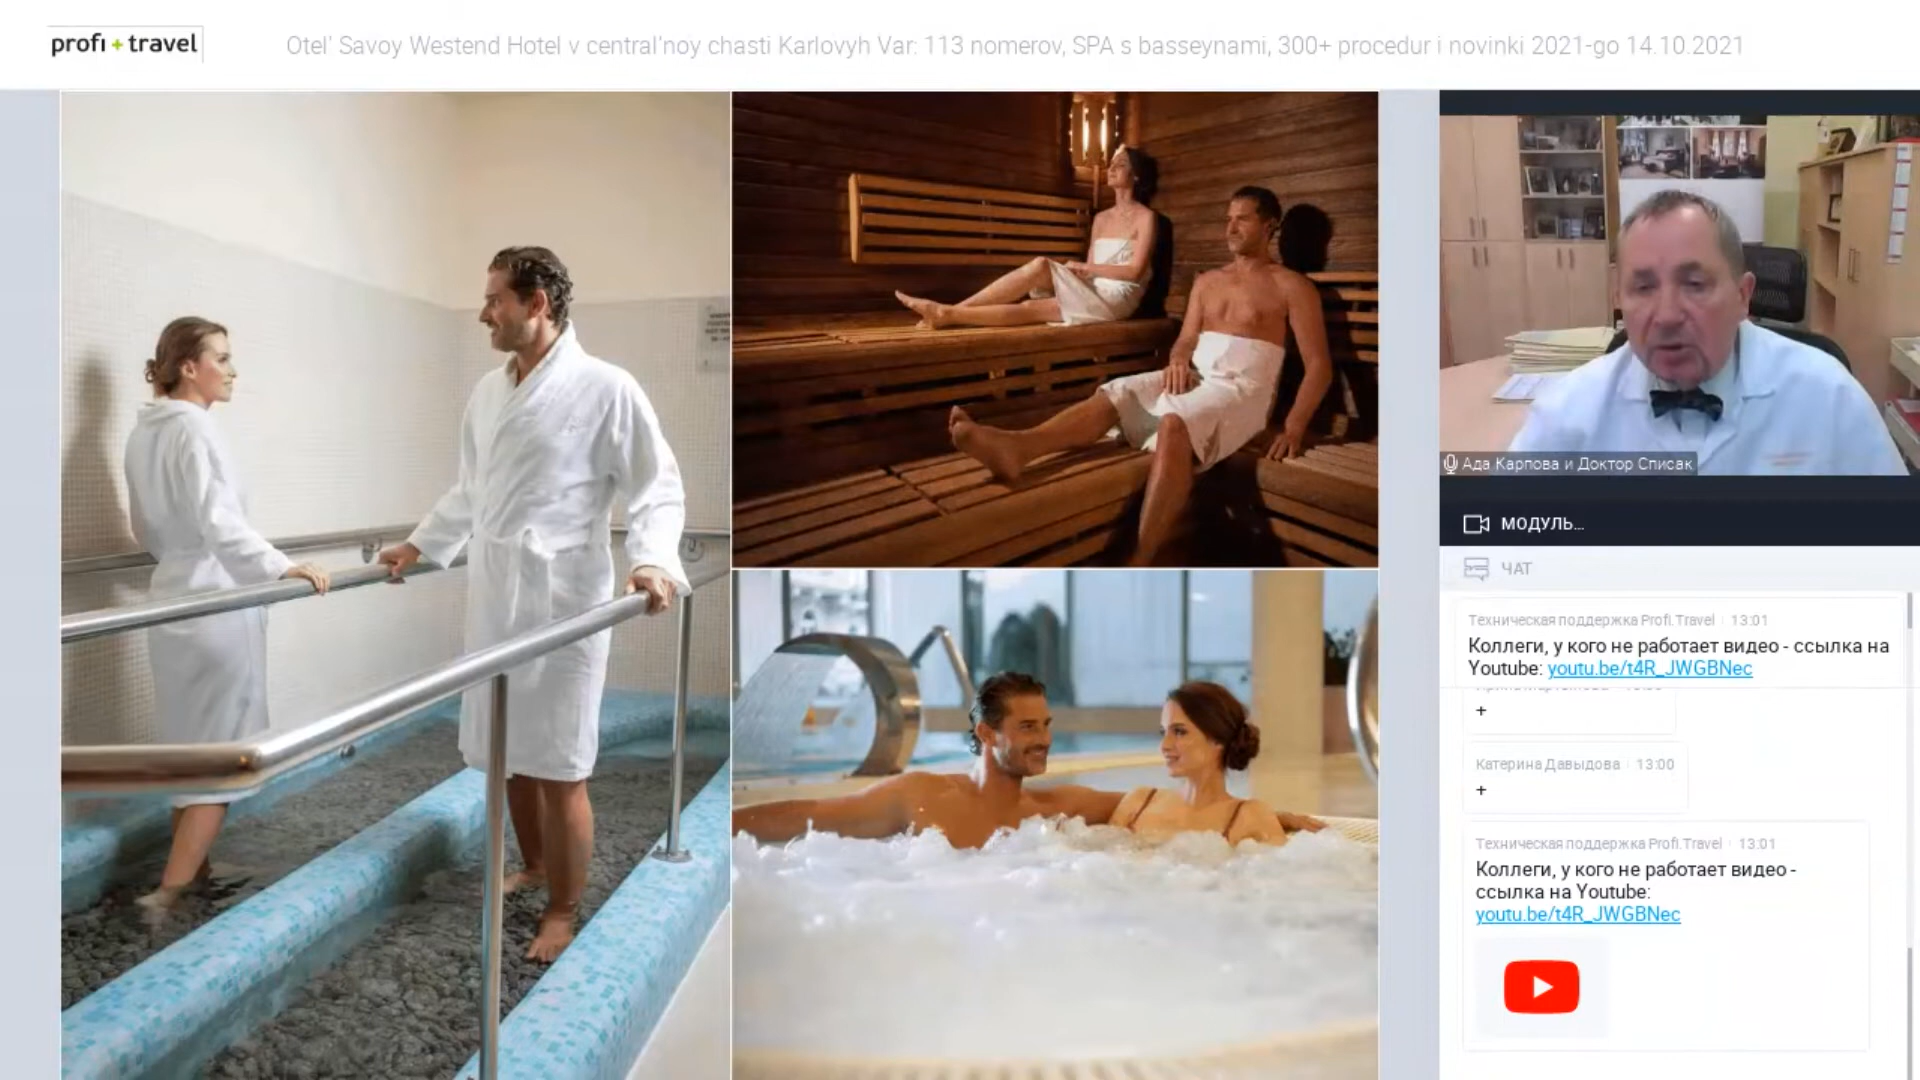 profi + travel
Otel' Savoy Westend Hotel v central'noy chasti Karlovyh Var: 113 nomerov, SPA s basseynami, 300+ procedur i novinki 2021-go 14.10.2021
Ада Карпова и Доктор Списак
МОДУЛЬ...
ЧАТ
Техническая поддержка Profi.Travel 13:01
Коллеги, у кого не работает видео - ссылка на
Youtube: youtu.be/t4R_JWGBNec
+
Катерина Давыдова 13:00
+
Техническая поддержка Profi.Travel 13:01
Коллеги, у кого не работает видео -
ссылка на Youtube:
youtu.be/t4R_JWGBNec